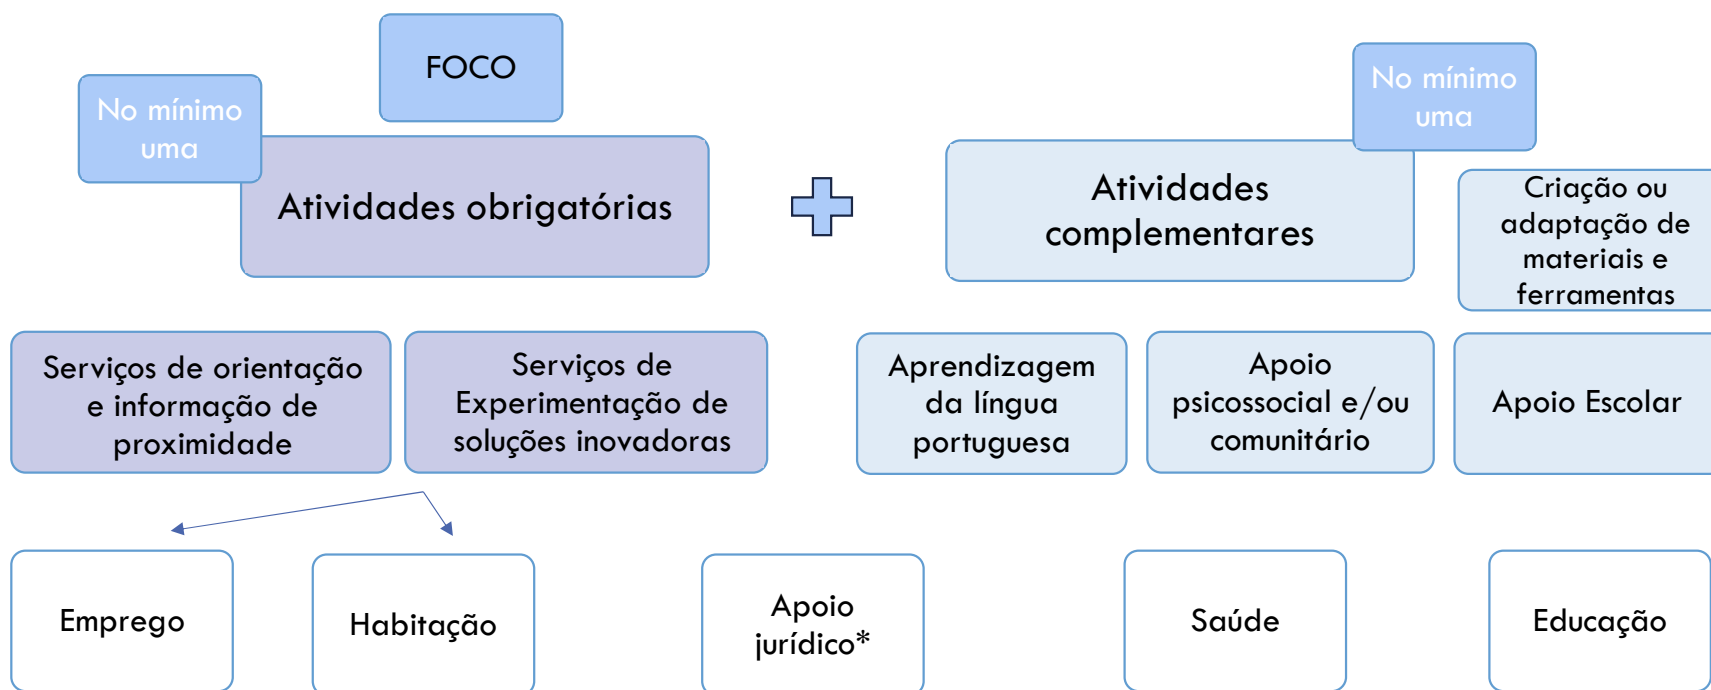 FOCO
No mínimo
uma
Atividades obrigatórias
No mínimo
uma
Atividades
complementares
Criação ou
adaptação de
materiais e
ferramentas
Serviços de orientação
e informação de
proximidade
Serviços de
Experimentação de
soluções inovadoras
Aprendizagem
da língua
portuguesa
Apoio
psicossocial e/ou
comunitário
Apoio Escolar
Emprego
Habitação
Apoio
jurídico*
Saúde
Educação